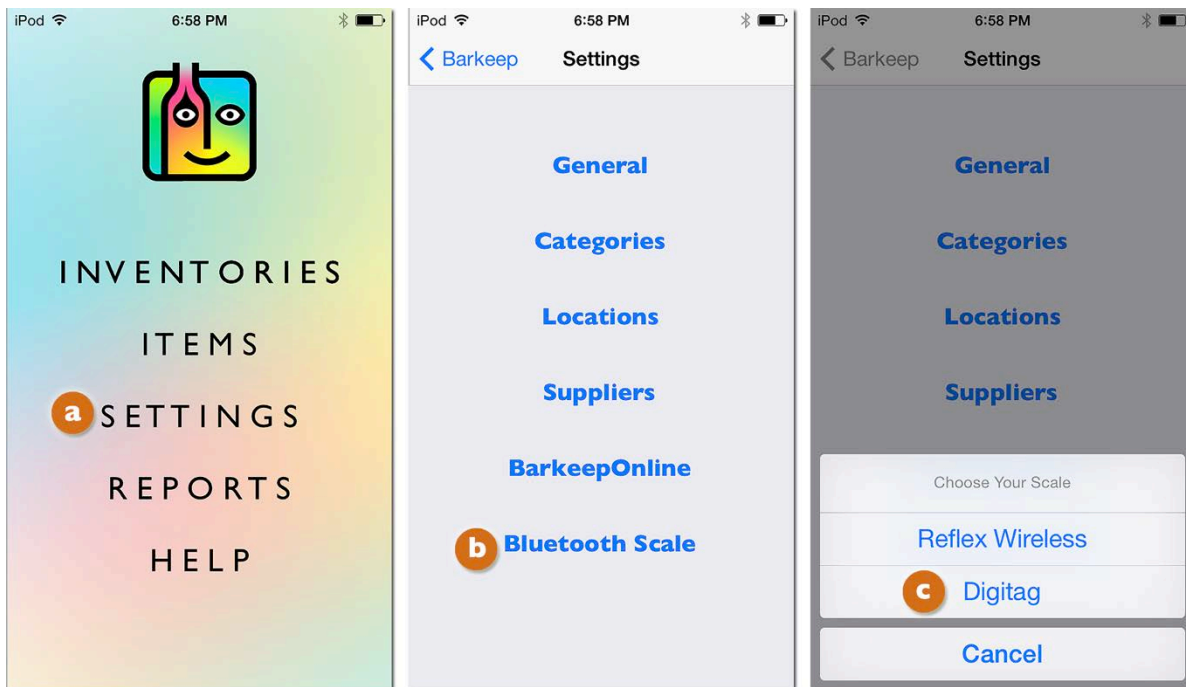 iPod 6:58 PM
INVENTORIES
ITEMS
a SETTINGS
REPORTS
HELP
iPod 6:58 PM
Barkeep Settings
General
Categories
Locations
Suppliers
BarkeepOnline
b Bluetooth Scale
iPod 6:58 PM
Barkeep Settings
General
Categories
Locations
Suppliers
Choose Your Scale
Reflex Wireless
c Digitag
Cancel